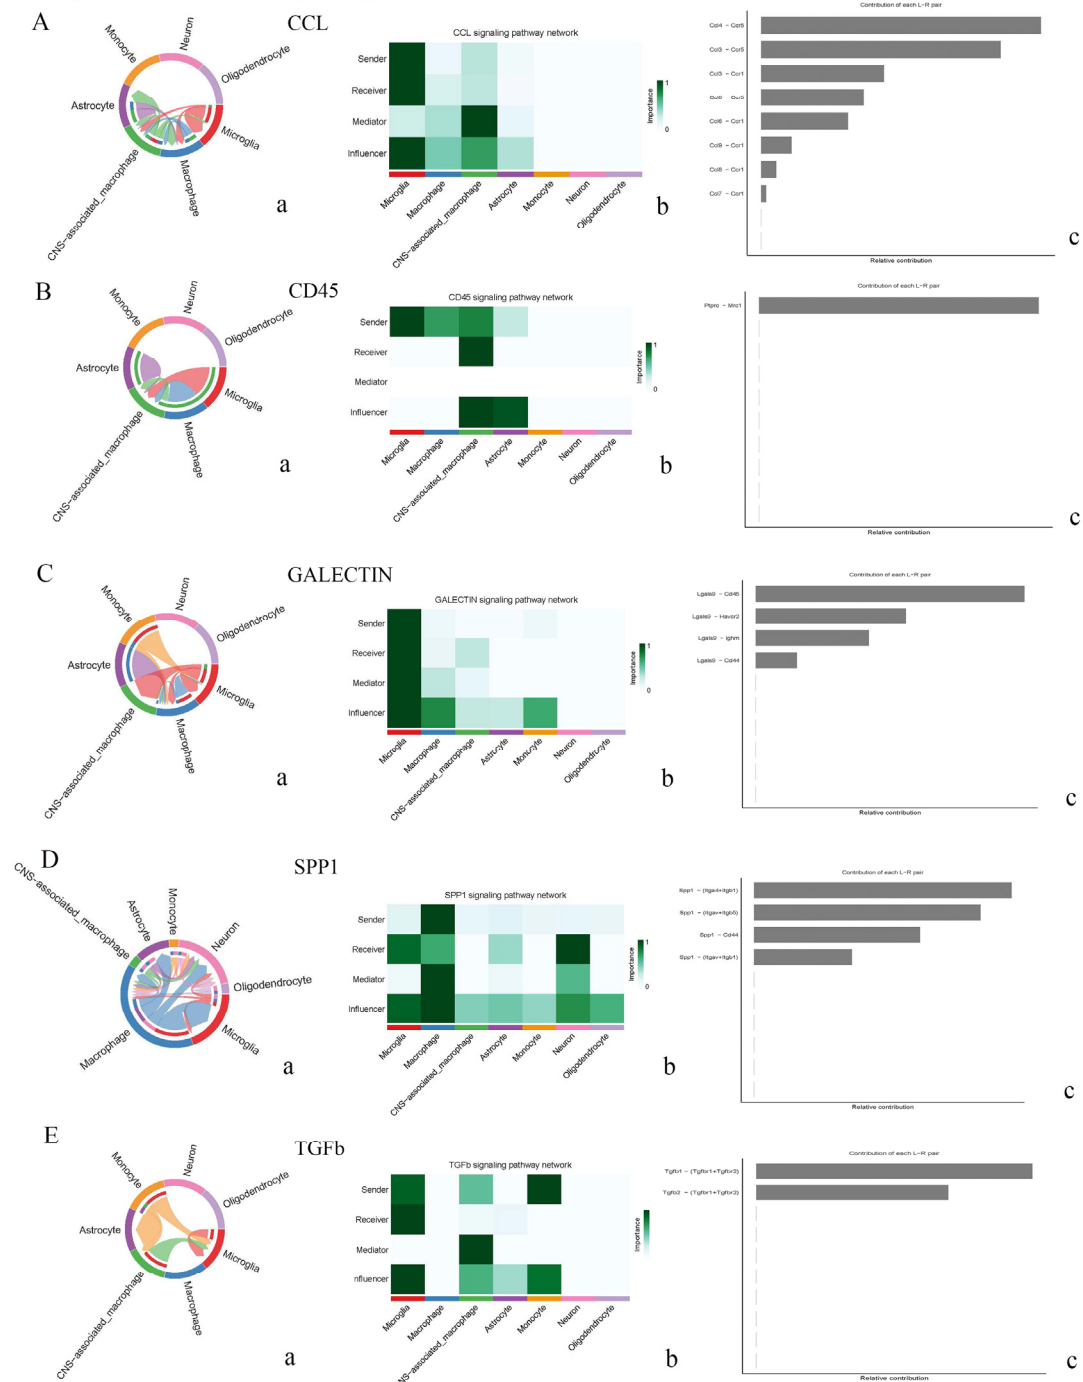 A
CCL
Monocyte
Neuron
Oligodendrocyte
Astrocyte
Microglia
CNS-associated_macrophage
Macrophage
a
CCL signaling pathway network
Sender
Receiver
Mediator
Influencer
Importance
1
0
Microglia
Macrophage
CNS-associated_macrophage
Astrocyte
Monocyte
Neuron
Oligodendrocyte
b
Contribution of each L-R pair
Ccl4 - Ccr5
Ccl3 - Ccr5
Ccl3 - Ccr1
Ccl6 - Ccr1
Ccl9 - Ccr1
Ccl8 - Ccr1
Ccl7 - Ccr1
Relative contribution
c
B
CD45
Monocyte
Neuron
Oligodendrocyte
Astrocyte
Microglia
CNS-associated_macrophage
Macrophage
a
CD45 signaling pathway network
Sender
Receiver
Mediator
Influencer
Importance
1
0
Microglia
Macrophage
CNS-associated_macrophage
Astrocyte
Monocyte
Neuron
Oligodendrocyte
b
Contribution of each L-R pair
Ptprc - Mrc1
Relative contribution
c
C
GALECTIN
Monocyte
Neuron
Oligodendrocyte
Astrocyte
Microglia
CNS-associated_macrophage
Macrophage
a
GALECTIN signaling pathway network
Sender
Receiver
Mediator
Influencer
Importance
1
0
Microglia
Macrophage
CNS-associated_macrophage
Astrocyte
Monocyte
Neuron
Oligodendrocyte
b
Contribution of each L-R pair
Lgals9 - Cd45
Lgals9 - Havcr2
Lgals9 - Ighm
Lgals9 - Cd44
Relative contribution
c
D
SPP1
CNS-associated_macrophage
Astrocyte
Monocyte
Neuron
Oligodendrocyte
Macrophage
Microglia
a
SPP1 signaling pathway network
Sender
Receiver
Mediator
Influencer
Importance
1
0
Microglia
Macrophage
CNS-associated_macrophage
Astrocyte
Monocyte
Neuron
Oligodendrocyte
b
Contribution of each L-R pair
Spp1 - (Itga4+Itgb1)
Spp1 - (Itgav+Itgb5)
Spp1 - Cd44
Spp1 - (Itgav+Itgb1)
Relative contribution
c
E
TGFb
Monocyte
Neuron
Oligodendrocyte
Astrocyte
Microglia
CNS-associated_macrophage
Macrophage
a
TGFb signaling pathway network
Sender
Receiver
Mediator
nfluencer
Importance
Microglia
Macrophage
NS-associated_macrophage
Astrocyte
Monocyte
Neuron
Oligodendrocyte
b
Contribution of each L-R pair
Tgfb1 - (Tgfbr1+Tgfbr2)
Tgfb2 - (Tgfbr1+Tgfbr2)
Relative contribution
c